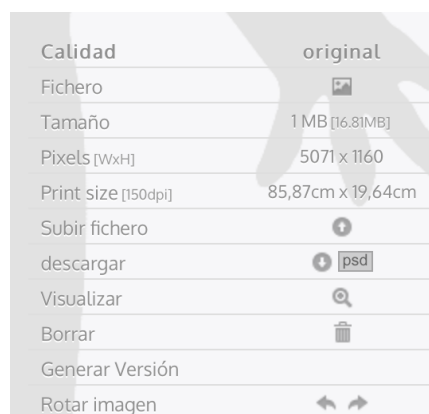 Calidad original
Fichero
Tamaño 1 MB [16.81MB]
Pixels [WxH] 5071 x 1160
Print size [150dpi] 85,87cm x 19,64cm
Subir fichero
descargar psd
Visualizar
Borrar
Generar Versión
Rotar imagen